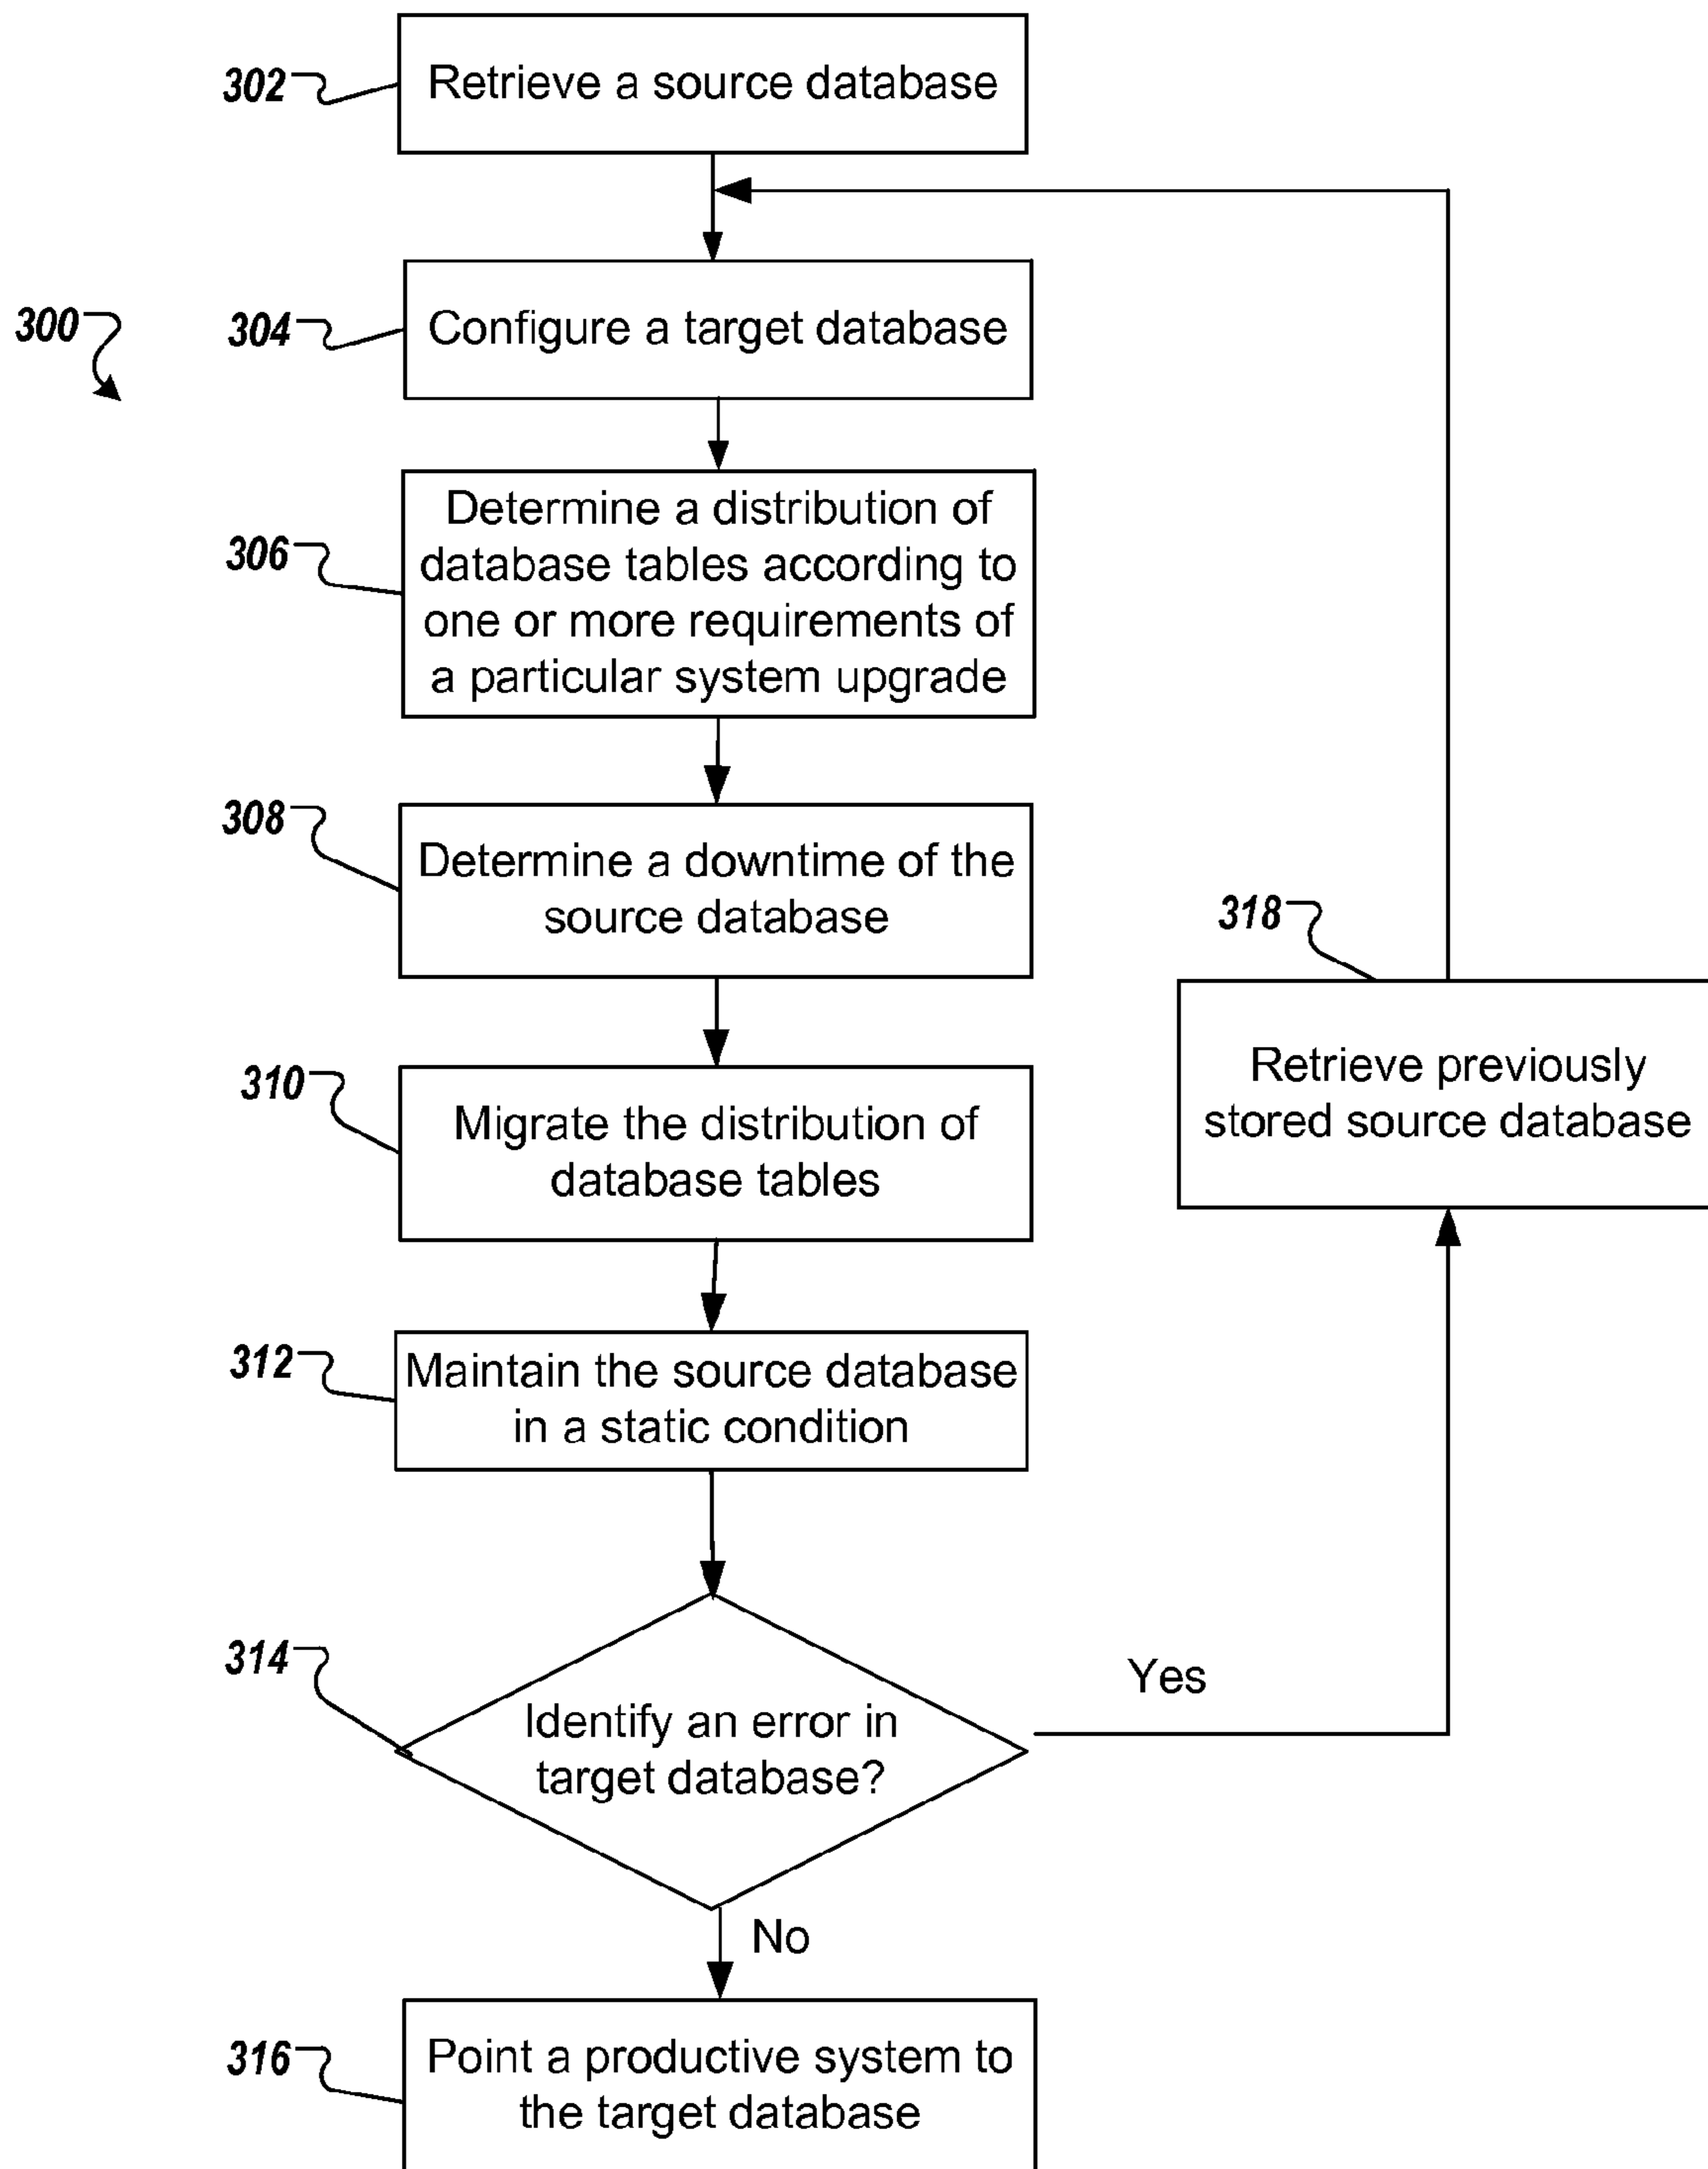 302
Retrieve a source database
300
304
Configure a target database
306
Determine a distribution of
database tables according to
one or more requirements of
a particular system upgrade
308
Determine a downtime of the
source database
318
Retrieve previously
stored source database
310
Migrate the distribution of
database tables
312
Maintain the source database
in a static condition
314
Identify an error in
target database?
Yes
No
316
Point a productive system to
the target database